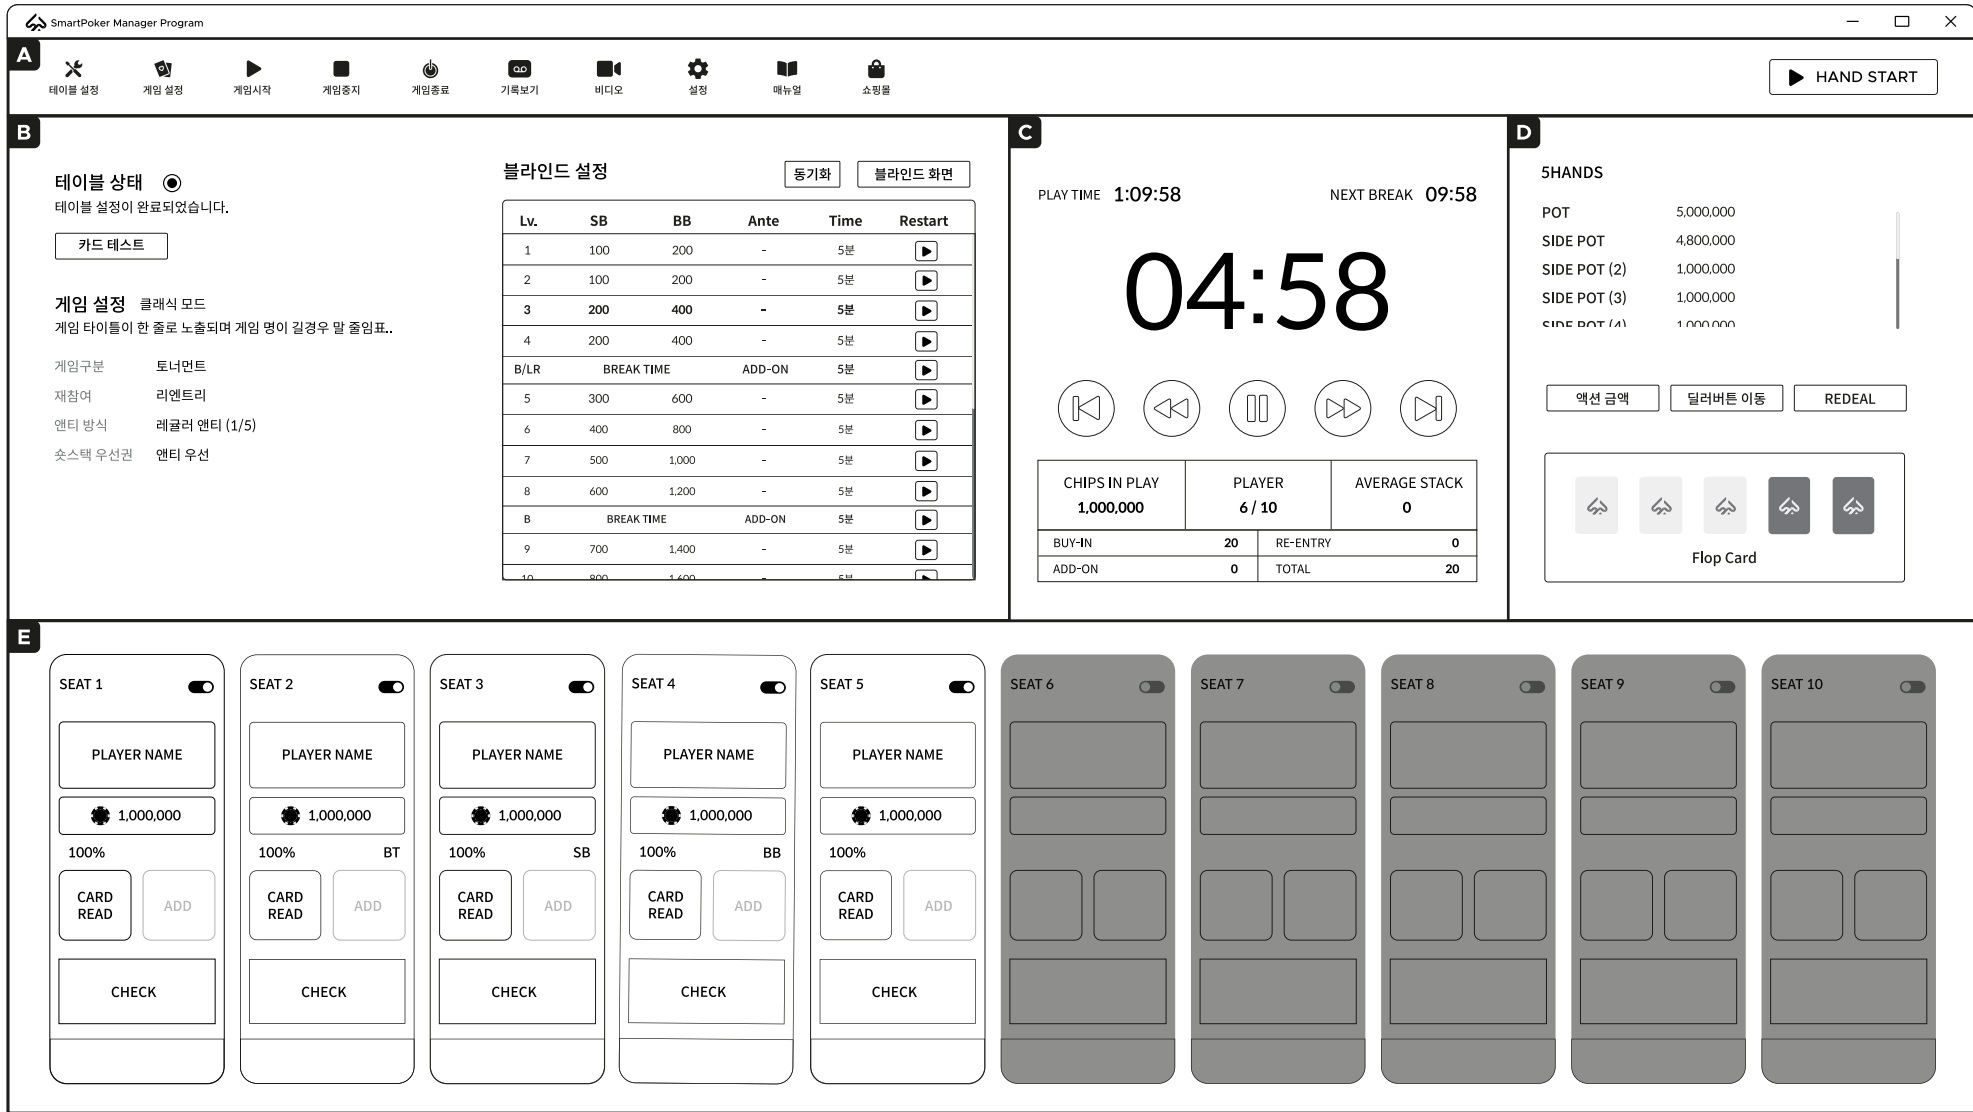 SmartPoker Manager Program
A
테이블 설정 게임 설정 게임시작 게임중지 게임종료 기록보기 비디오 설정 매뉴얼 쇼핑몰
HAND START
B
테이블 상태
테이블 설정이 완료되었습니다.
카드 테스트
게임 설정 클래식 모드
게임 타이틀이 한 줄로 노출되며 게임 명이 길경우 말 줄임표..
게임구분 토너먼트
재참여 리엔트리
앤티 방식 레귤러 앤티 (1/5)
숏스택 우선권 앤티 우선
블라인드 설정 동기화 블라인드 화면
Lv. SB BB Ante Time Restart
1 100 200 - 5분
2 100 200 - 5분
3 200 400 - 5분
4 200 400 - 5분
B/LR BREAK TIME ADD-ON 5분
5 300 600 - 5분
6 400 800 - 5분
7 500 1,000 - 5분
8 600 1,200 - 5분
B BREAK TIME ADD-ON 5분
9 700 1,400 - 5분
10 800 1,600 - 5분
C
PLAY TIME 1:09:58 NEXT BREAK 09:58
04:58
CHIPS IN PLAY PLAYER AVERAGE STACK
1,000,000 6 / 10 0
BUY-IN 20 RE-ENTRY 0
ADD-ON 0 TOTAL 20
D
5HANDS
POT 5,000,000
SIDE POT 4,800,000
SIDE POT (2) 1,000,000
SIDE POT (3) 1,000,000
SIDE POT (4) 1,000,000
액션 금액 딜러버튼 이동 REDEAL
Flop Card
E
SEAT 1 SEAT 2 SEAT 3 SEAT 4 SEAT 5 SEAT 6 SEAT 7 SEAT 8 SEAT 9 SEAT 10
PLAYER NAME PLAYER NAME PLAYER NAME PLAYER NAME PLAYER NAME
1,000,000 1,000,000 1,000,000 1,000,000 1,000,000
100% 100% BT 100% SB 100% BB 100%
CARD READ ADD CARD READ ADD CARD READ ADD CARD READ ADD CARD READ ADD
CHECK CHECK CHECK CHECK CHECK